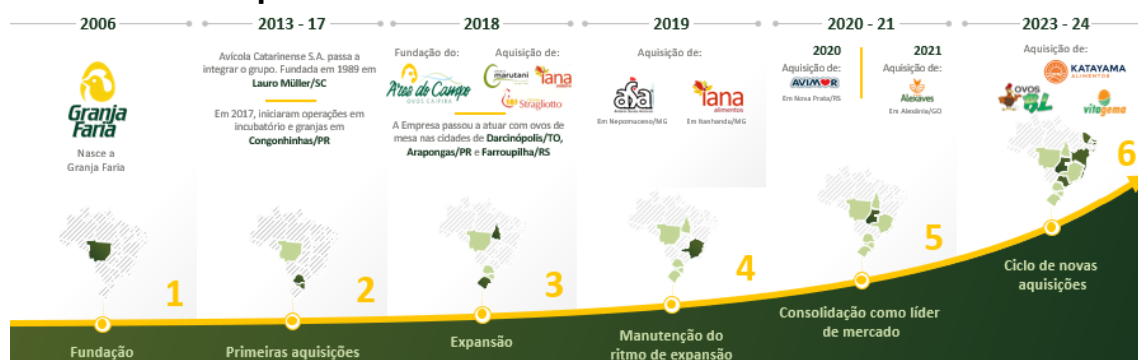 2006
2013 - 17
2018
2019
2020 - 21
2023 - 24
Granja
Faria
Nasce a
Granja Faria
Avícola Catarinense S.A. passa a
integrar o grupo. Fundada em 1989 em
Lauro Müller/SC
Em 2017, iniciaram operações em
incubatório e granjas em
Congonhinhas/PR
Fundação do:
Ares do Campo
OVOS CAIPIRA
Aquisição de:
marutani
iana
Stragliotto
A Empresa passou a atuar com ovos de
mesa nas cidades de Darcinópolis/TO,
Arapongas/PR e Farroupilha/RS
Aquisição de:
asa
Em Nepomuceno/MG
iana
alimentos
Em Itanhandu/MG
2020
Aquisição de:
AVIMOR
Em Nova Prata/RS
2021
Aquisição de:
Alexaves
Em Alexânia/GO
Aquisição de:
KATAYAMA
ALIMENTOS
OVOS
BL
vitagema
1
2
3
4
5
6
Fundação
Primeiras aquisições
Expansão
Manutenção do
ritmo de expansão
Consolidação como líder
de mercado
Ciclo de novas
aquisições